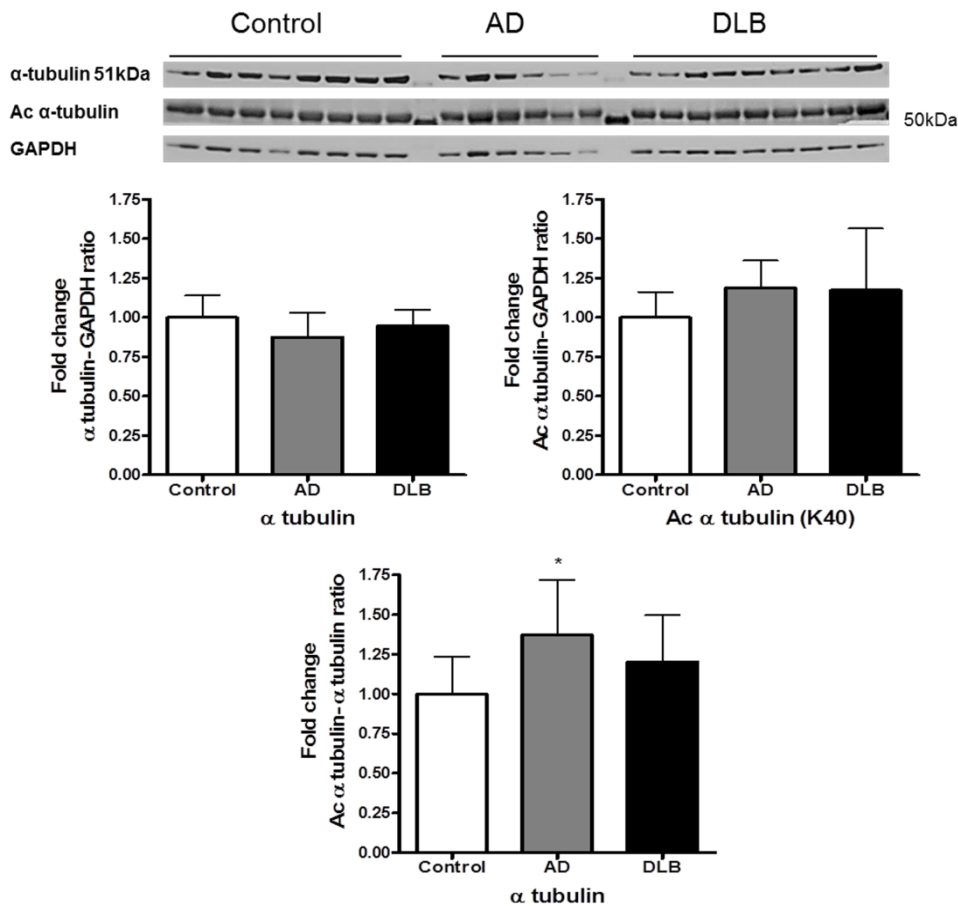 Control AD DLB
α-tubulin 51kDa
Ac α-tubulin
50kDa
GAPDH
Fold change
α tubulin-GAPDH ratio
1.75
1.50
1.25
1.00
0.75
0.50
0.25
0.00
Control AD DLB
α tubulin
Fold change
Ac α tubulin-GAPDH ratio
1.75
1.50
1.25
1.00
0.75
0.50
0.25
0.00
Control AD DLB
Ac α tubulin (K40)
Fold change
Ac α tubulin-α tubulin ratio
1.75
1.50
1.25
1.00
0.75
0.50
0.25
0.00
*
Control AD DLB
α tubulin